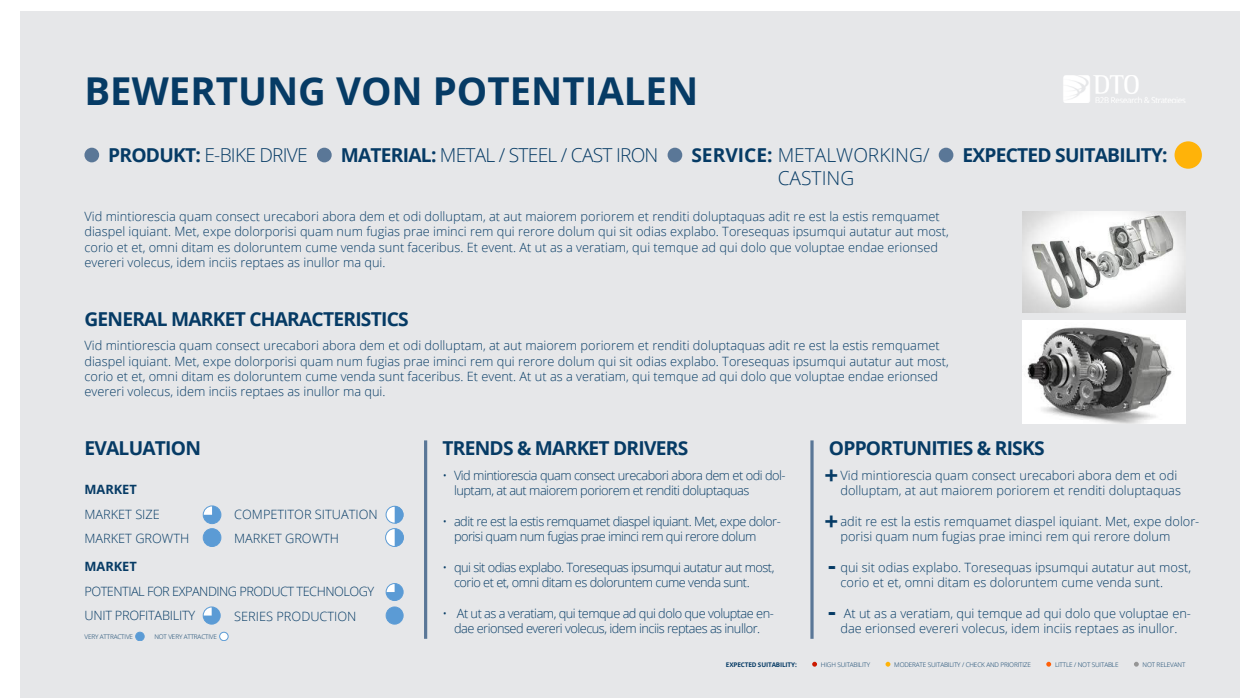 BEWERTUNG VON POTENTIALEN
DTO
B2B Research & Strategies
PRODUKT: E-BIKE DRIVE MATERIAL: METAL / STEEL / CAST IRON SERVICE: METALWORKING/ EXPECTED SUITABILITY:
CASTING
Vid mintiorescia quam consect urecabori abora dem et odi dolluptam, at aut maiorem poriorem et renditi doluptaquas adit re est la estis remquamet
diaspel iquiant. Met, expe dolorporisi quam num fugias prae iminci rem qui rerore dolum qui sit odias explabo. Toresequas ipsumqui autatur aut most,
corio et et, omni ditam es doloruntem cume venda sunt faceribus. Et event. At ut as a veratiam, qui temque ad qui dolo que voluptae endae erionsed
evereri volecus, idem inciis reptaes as inullor ma qui.
GENERAL MARKET CHARACTERISTICS
Vid mintiorescia quam consect urecabori abora dem et odi dolluptam, at aut maiorem poriorem et renditi doluptaquas adit re est la estis remquamet
diaspel iquiant. Met, expe dolorporisi quam num fugias prae iminci rem qui rerore dolum qui sit odias explabo. Toresequas ipsumqui autatur aut most,
corio et et, omni ditam es doloruntem cume venda sunt faceribus. Et event. At ut as a veratiam, qui temque ad qui dolo que voluptae endae erionsed
evereri volecus, idem inciis reptaes as inullor ma qui.
EVALUATION
MARKET
MARKET SIZE COMPETITOR SITUATION
MARKET GROWTH MARKET GROWTH
MARKET
POTENTIAL FOR EXPANDING PRODUCT TECHNOLOGY
UNIT PROFITABILITY SERIES PRODUCTION
VERY ATTRACTIVE NOT VERY ATTRACTIVE
TRENDS & MARKET DRIVERS
• Vid mintiorescia quam consect urecabori abora dem et odi dol-
luptam, at aut maiorem poriorem et renditi doluptaquas
• adit re est la estis remquamet diaspel iquiant. Met, expe dolor-
porisi quam num fugias prae iminci rem qui rerore dolum
• qui sit odias explabo. Toresequas ipsumqui autatur aut most,
corio et et, omni ditam es doloruntem cume venda sunt.
• At ut as a veratiam, qui temque ad qui dolo que voluptae en-
dae erionsed evereri volecus, idem inciis reptaes as inullor.
OPPORTUNITIES & RISKS
+ Vid mintiorescia quam consect urecabori abora dem et odi
dolluptam, at aut maiorem poriorem et renditi doluptaquas
+ adit re est la estis remquamet diaspel iquiant. Met, expe dolor-
porisi quam num fugias prae iminci rem qui rerore dolum
- qui sit odias explabo. Toresequas ipsumqui autatur aut most,
corio et et, omni ditam es doloruntem cume venda sunt.
- At ut as a veratiam, qui temque ad qui dolo que voluptae en-
dae erionsed evereri volecus, idem inciis reptaes as inullor.
EXPECTED SUITABILITY: HIGH SUITABILITY MODERATE SUITABILITY / CHECK AND PRIORITIZE LITTLE / NOT SUITABLE NOT RELEVANT